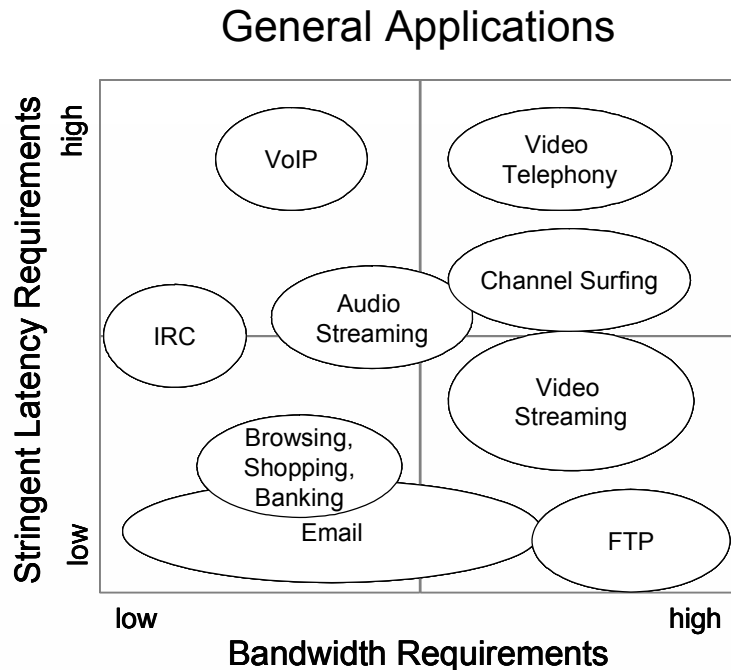 General Applications
Stringent Latency Requirements
high
low
VoIP
Video
Telephony
Channel Surfing
Audio
Streaming
IRC
Video
Streaming
Browsing,
Shopping,
Banking
Email
FTP
low
high
Bandwidth Requirements